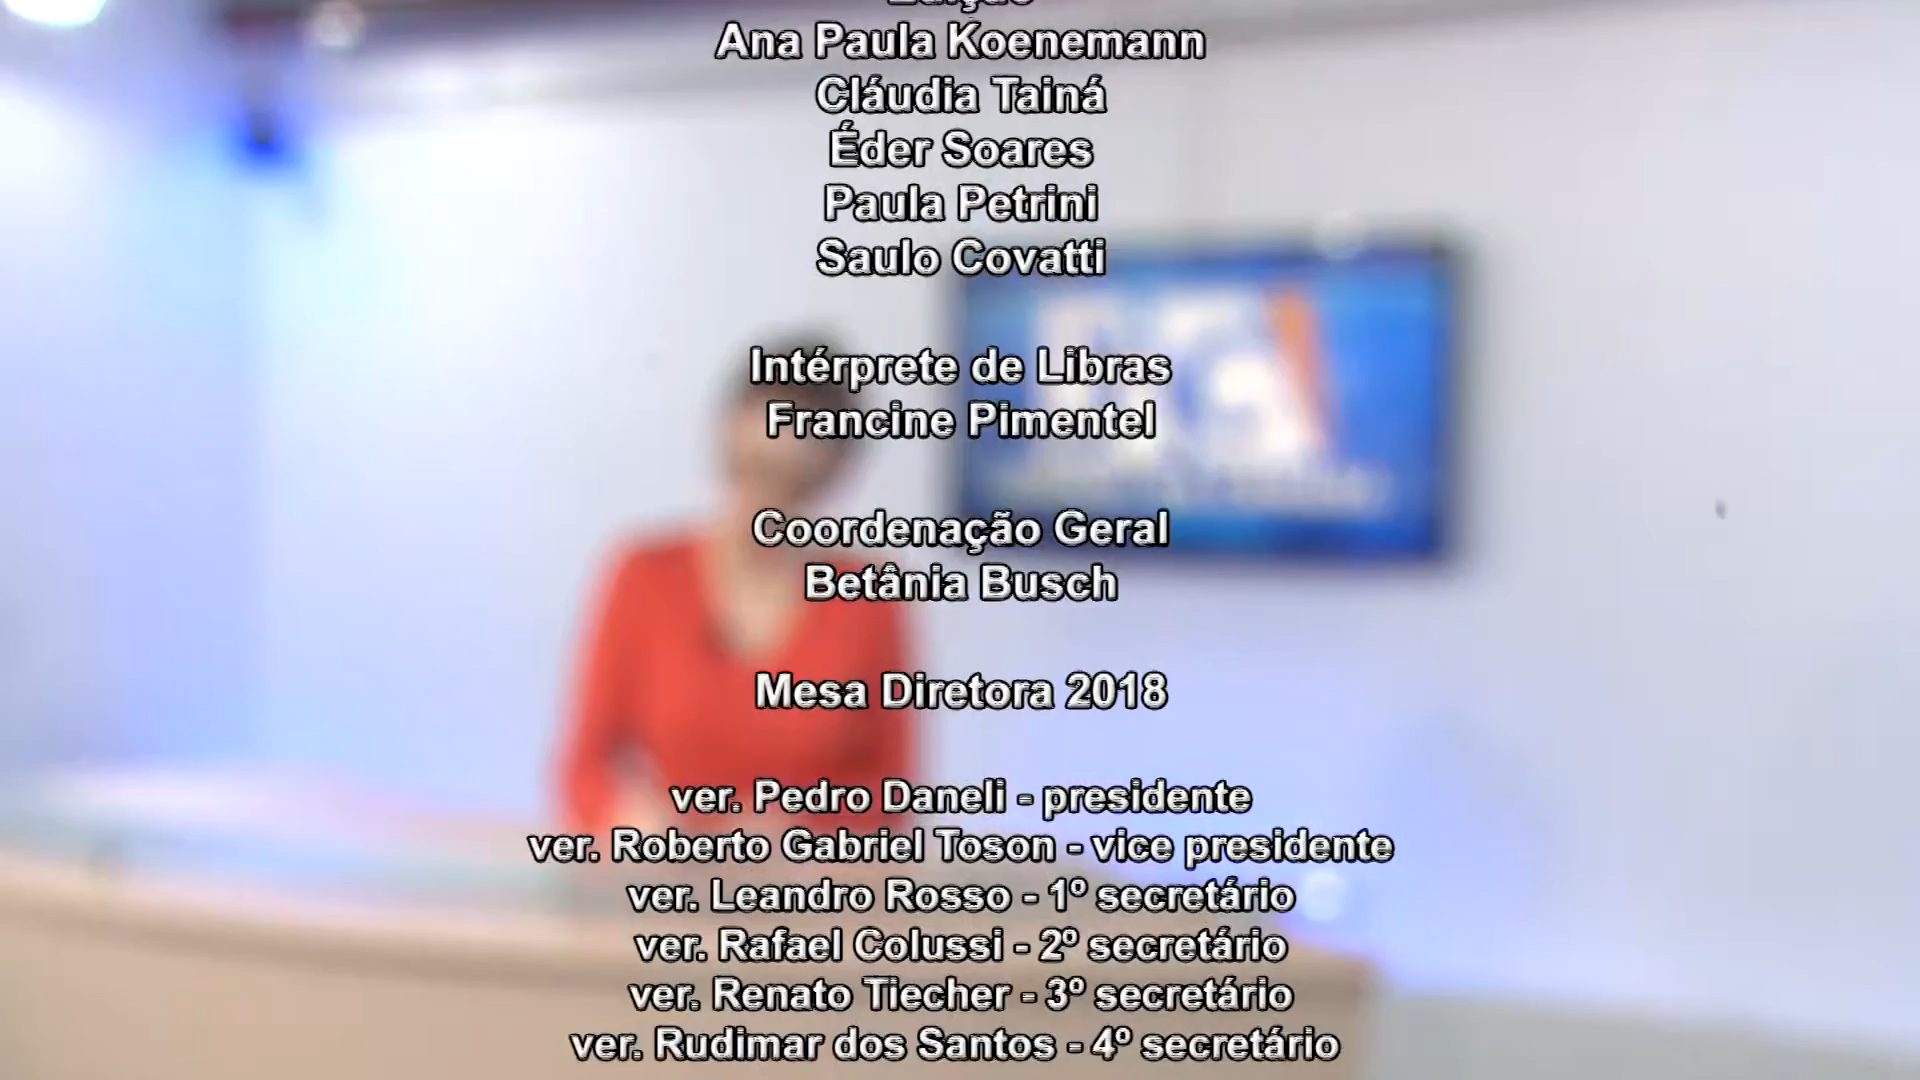 Edição
Ana Paula Koenemann
Cláudia Tainá
Éder Soares
Paula Petrini
Saulo Covatti
Intérprete de Libras
Francine Pimentel
Coordenação Geral
Betânia Busch
Mesa Diretora 2018
ver. Pedro Daneli - presidente
ver. Roberto Gabriel Toson - vice presidente
ver. Leandro Rosso - 1º secretário
ver. Rafael Colussi - 2º secretário
ver. Renato Tiecher - 3º secretário
ver. Rudimar dos Santos - 4º secretário